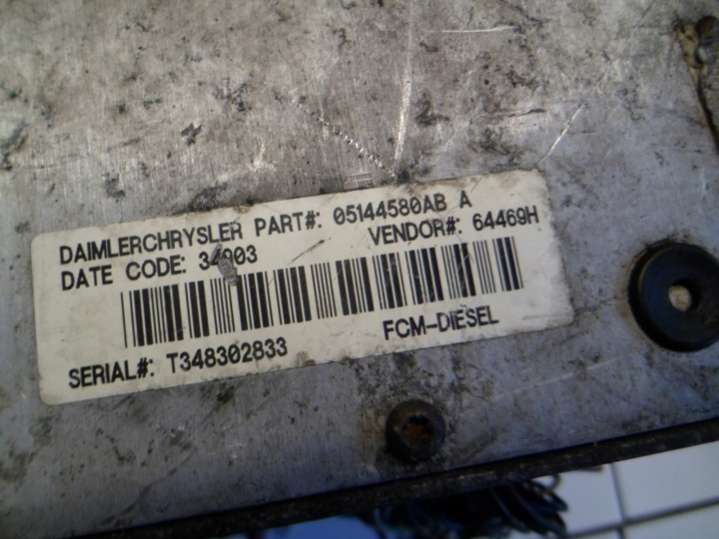 DAIMLERCHRYSLER PART#: 05144580AB A
DATE CODE: VENDOR#: 64469H
SERIAL#: T348302833 FCM-DIESEL